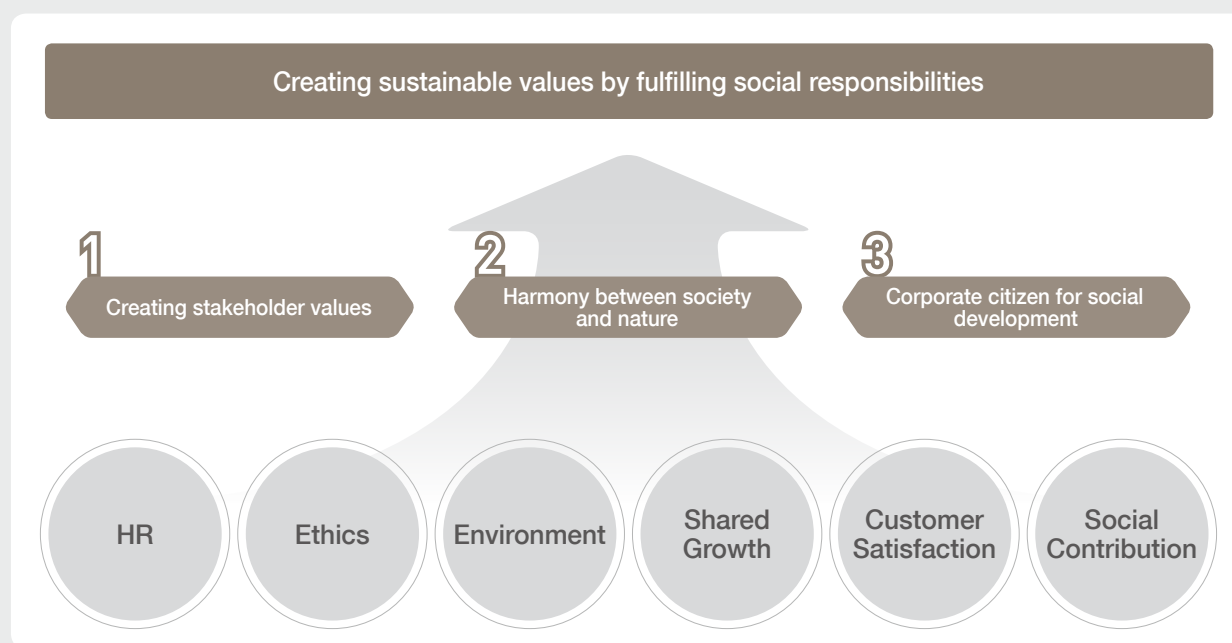 Creating sustainable values by fulfilling social responsibilities
1
Creating stakeholder values
2
Harmony between society
and nature
3
Corporate citizen for social
development
HR
Ethics
Environment
Shared
Growth
Customer
Satisfaction
Social
Contribution